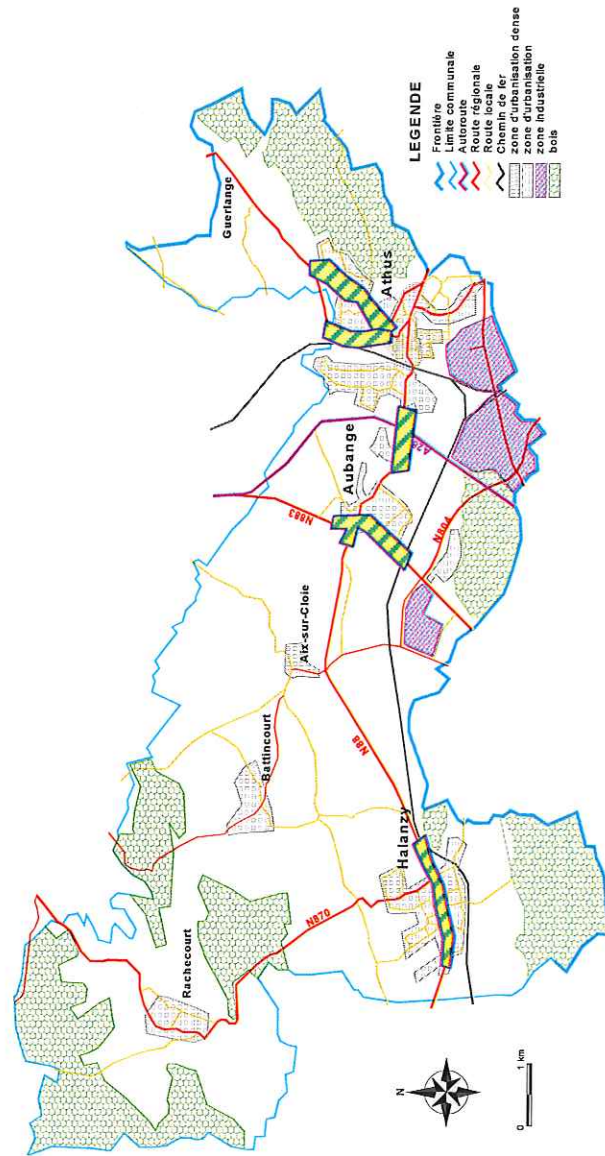 Guerlange
Athus
Aubange
A28
N883
N804
Aix-sur-Cloie
Battincourt
N88
Halanzy
N870
Rachecourt
N
0 1 km
LEGENDE
Frontière
Limite communale
Autoroute
Route régionale
Route locale
Chemin de fer
zone d'urbanisation dense
zone d'urbanisation
zone industrielle
bois